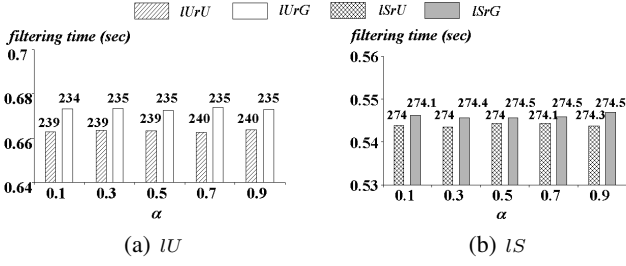 lUrU lUrG lSrU lSrG
filtering time (sec)
0.7
0.68
0.66
0.64
239 234 239 235 239 235 240 235 240 235
0.1 0.3 0.5 0.7 0.9
α
(a) lU
filtering time (sec)
0.56
0.55
0.54
0.53
274 274.1 274 274.4 274 274.5 274.1 274.5 274.3 274.5
0.1 0.3 0.5 0.7 0.9
α
(b) lS